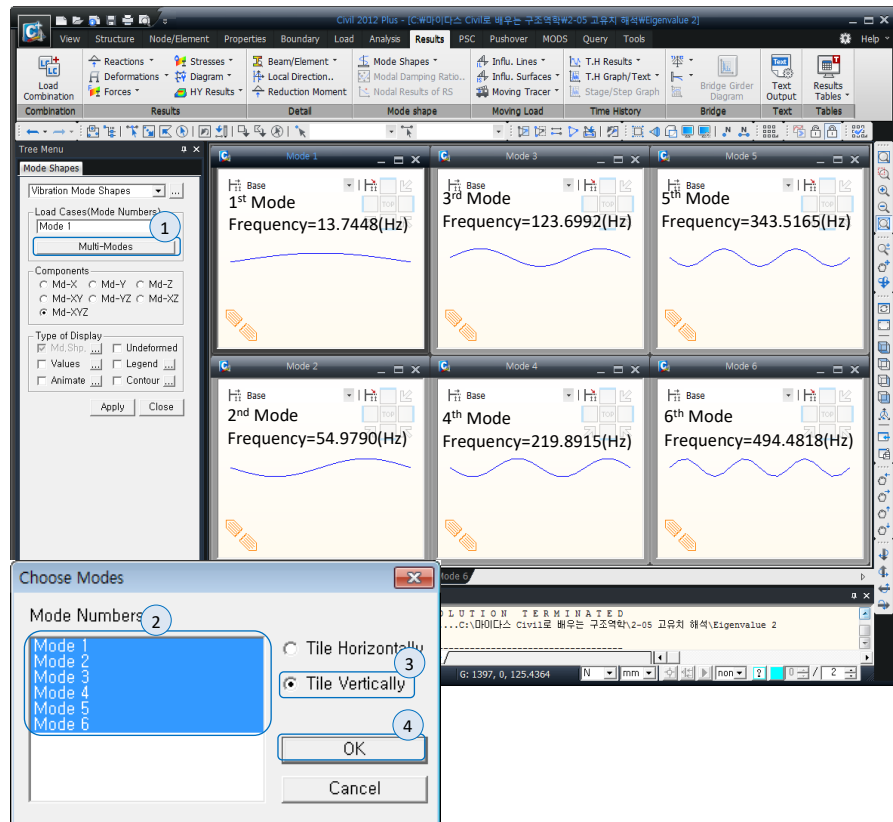 Civil 2012 Plus - [C:₩마이다스 Civil로 배우는 구조역학₩2-05 고유치 해석₩Eigenvalue 2]
View Structure Node/Element Properties Boundary Load Analysis Results PSC Pushover MODS Query Tools Help
Load Combination
Reactions
Deformations
Forces
Stresses
Diagram
HY Results
Beam/Element
Local Direction..
Reduction Moment
Mode Shapes
Modal Damping Ratio..
Nodal Results of RS
Influ. Lines
Influ. Surfaces
Moving Tracer
T.H Results
T.H Graph/Text
Stage/Step Graph
Bridge Girder Diagram
Text Output
Results Tables
Combination Results Detail Mode shape Moving Load Time History Bridge Text Tables
Tree Menu
Mode Shapes
Vibration Mode Shapes ...
Load Cases(Mode Numbers)
Mode 1
1
Multi-Modes
Components
Md-X Md-Y Md-Z
Md-XY Md-YZ Md-XZ
Md-XYZ
Type of Display
Md.Shp. ... Undeformed
Values ... Legend ...
Animate ... Contour ...
Apply Close
Mode 1
Base
TOP
1st Mode
Frequency=13.7448(Hz)
Mode 3
Base
TOP
3rd Mode
Frequency=123.6992(Hz)
Mode 5
Base
TOP
5th Mode
Frequency=343.5165(Hz)
Mode 2
Base
TOP
2nd Mode
Frequency=54.9790(Hz)
Mode 4
Base
TOP
4th Mode
Frequency=219.8915(Hz)
Mode 6
Base
TOP
6th Mode
Frequency=494.4818(Hz)
Mode 6
O L U T I O N T E R M I N A T E D
...C:\마이다스 Civil로 배우는 구조역학\2-05 고유치 해석\Eigenvalue 2
G: 1397, 0, 125.4364 N mm non ? 0 / 2
Choose Modes
Mode Numbers
2
Mode 1
Mode 2
Mode 3
Mode 4
Mode 5
Mode 6
Tile Horizontally
3
Tile Vertically
4
OK
Cancel